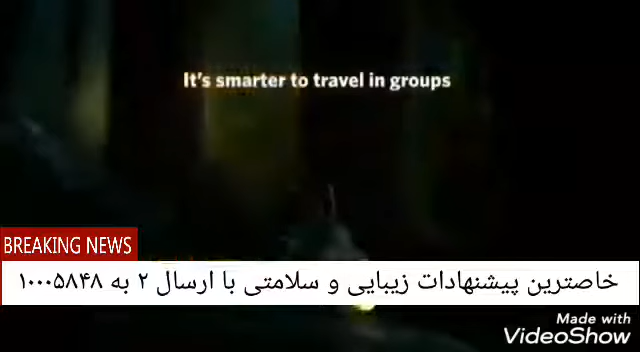 It's smarter to travel in groups
BREAKING NEWS
خاصترین پیشنهادات زیبایی و سلامتی با ارسال ۲ به ۱۰۰۰۵۸۴۸
Made with
VideoShow